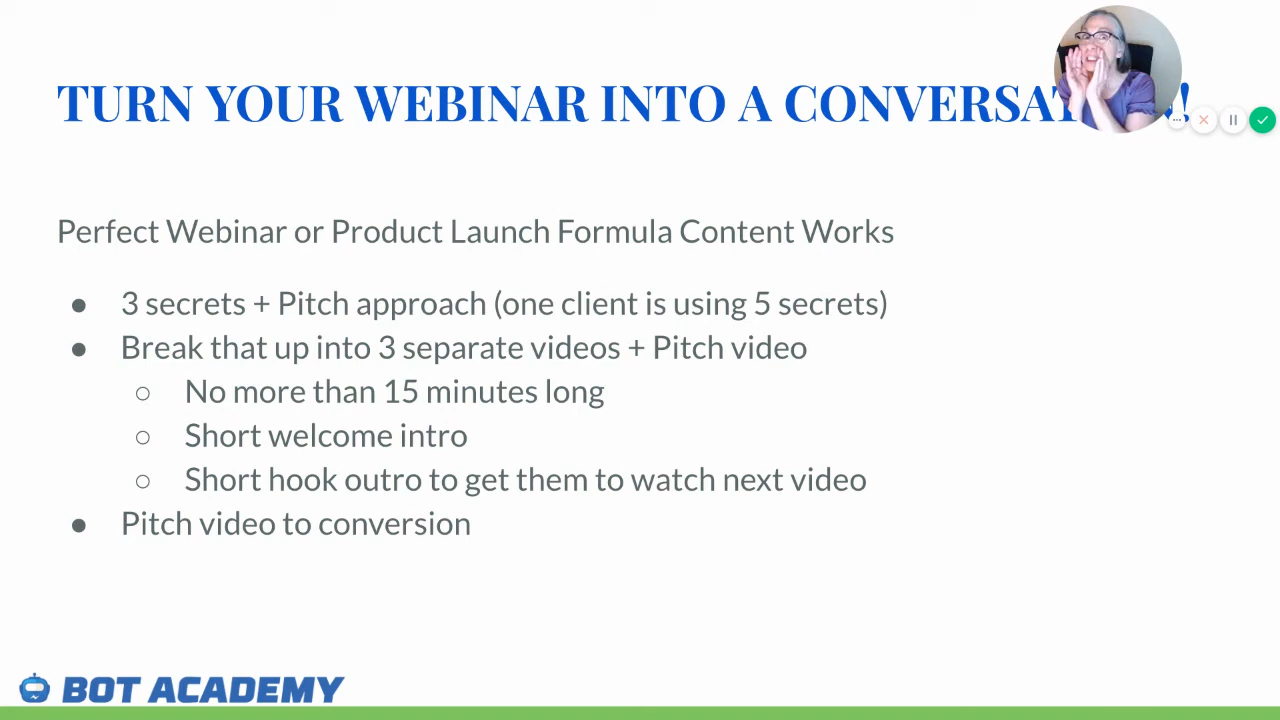 TURN YOUR WEBINAR INTO A !
Perfect Webinar or Product Launch Formula Content Works
● 3 secrets + Pitch approach (one client is using 5 secrets)
● Break that up into 3 separate videos + Pitch video
○ No more than 15 minutes long
○ Short welcome intro
○ Short hook outro to get them to watch next video
● Pitch video to conversion
BOT ACADEMY